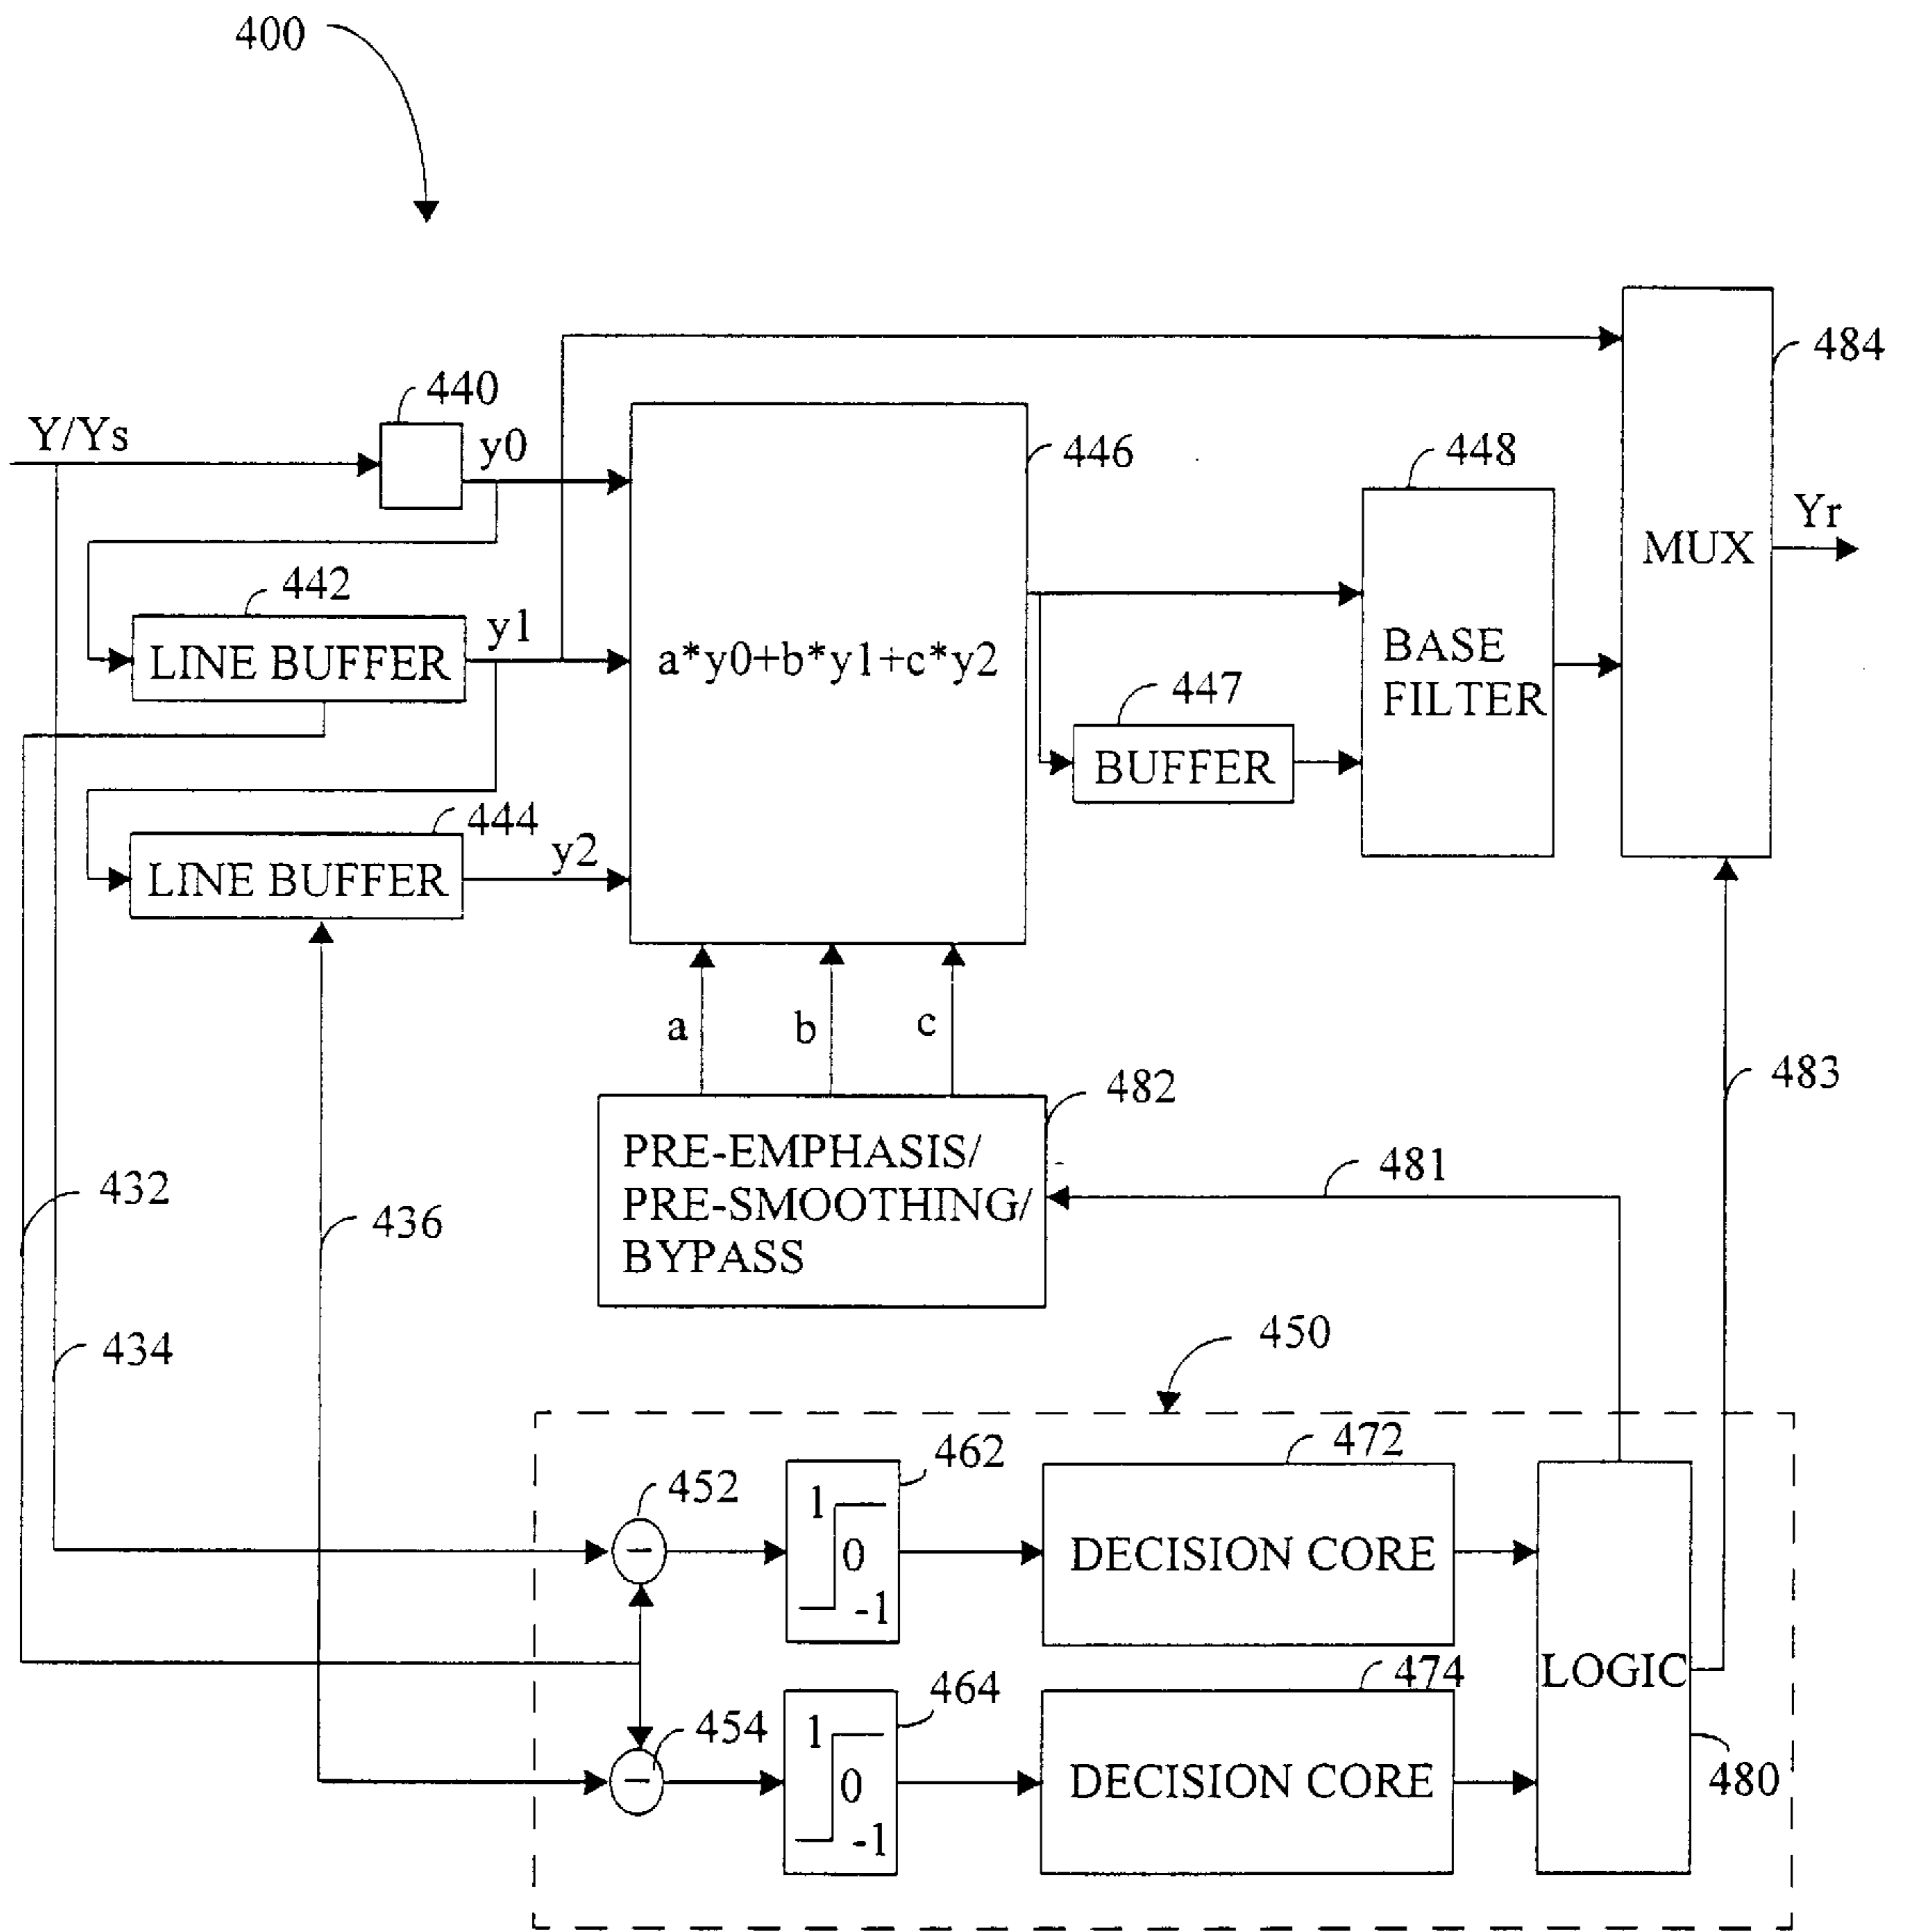 400
484
440
Y/Ys
y0
446
448
Yr
MUX
442
LINE BUFFER
y1
a*y0+b*y1+c*y2
BASE
FILTER
447
BUFFER
444
LINE BUFFER
y2
a
b
c
482
483
PRE-EMPHASIS/
PRE-SMOOTHING/
BYPASS
481
432
436
434
450
452
462
1
0
-1
472
DECISION CORE
LOGIC
454
464
1
0
-1
474
DECISION CORE
480